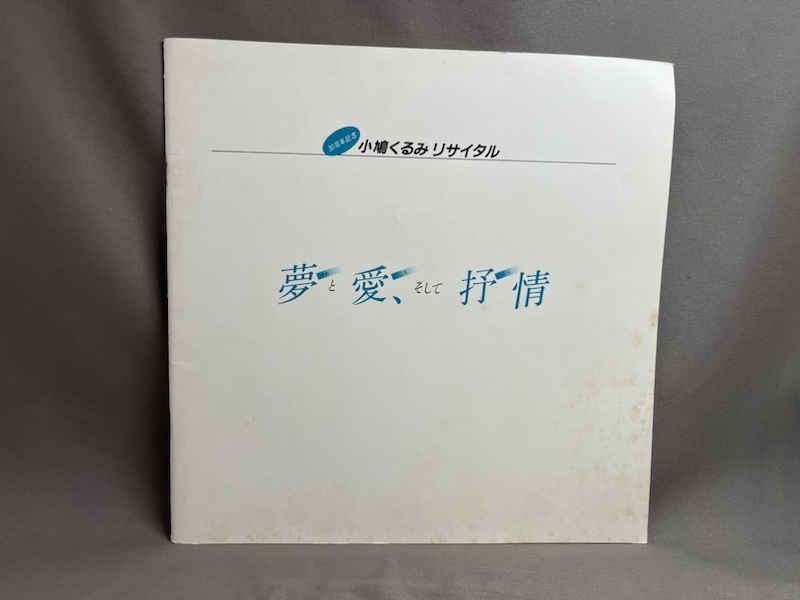 30周年記念
小鳩くるみ リサイタル
夢と愛、そして抒情